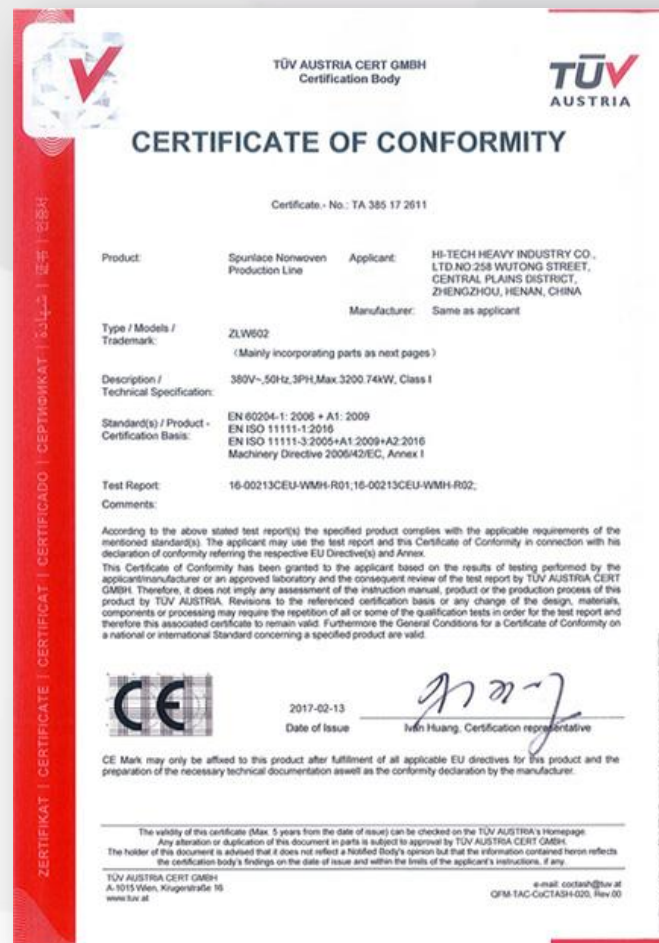 TÜV AUSTRIA CERT GMBH
Certification Body
TÜV
AUSTRIA
CERTIFICATE OF CONFORMITY
Certificate.- No.: TA 385 17 2611
Product: Spunlace Nonwoven
Production Line
Applicant: HI-TECH HEAVY INDUSTRY CO.,
LTD.NO:258 WUTONG STREET,
CENTRAL PLAINS DISTRICT,
ZHENGZHOU, HENAN, CHINA
Manufacturer: Same as applicant
Type / Models /
Trademark:
ZLW602
(Mainly incorporating parts as next pages)
Description /
Technical Specification:
380V~,50Hz,3PH,Max.3200.74kW, Class I
Standard(s) / Product -
Certification Basis:
EN 60204-1: 2006 + A1: 2009
EN ISO 11111-1:2016
EN ISO 11111-3:2005+A1:2009+A2:2016
Machinery Directive 2006/42/EC, Annex I
Test Report: 16-00213CEU-WMH-R01;16-00213CEU-WMH-R02;
Comments:
According to the above stated test report(s) the specified product complies with the applicable requirements of the
mentioned standard(s). The applicant may use the test report and this Certificate of Conformity in connection with his
declaration of conformity referring the respective EU Directive(s) and Annex.
This Certificate of Conformity has been granted to the applicant based on the results of testing performed by the
applicant/manufacturer or an approved laboratory and the consequent review of the test report by TÜV AUSTRIA CERT
GMBH. Therefore, it does not imply any assessment of the instruction manual, product or the production process of this
product by TÜV AUSTRIA. Revisions to the referenced certification basis or any change of the design, materials,
components or processing may require the repetition of all or some of the qualification tests in order for the test report and
therefore this associated certificate to remain valid. Furthermore the General Conditions for a Certificate of Conformity on
a national or international Standard concerning a specified product are valid.
CE
2017-02-13
Date of Issue
Ivan Huang, Certification representative
CE Mark may only be affixed to this product after fulfillment of all applicable EU directives for this product and the
preparation of the necessary technical documentation aswell as the conformity declaration by the manufacturer.
The validity of this certificate (Max. 5 years from the date of issue) can be checked on the TÜV AUSTRIA's Homepage.
Any alteration or duplication of this document in parts is subject to approval by TÜV AUSTRIA CERT GMBH.
The holder of this document is advised that it does not reflect a Notified Body's opinion but that the information contained heron reflects
the certification body's findings on the date of issue and within the limits of the applicant's instructions, if any.
TÜV AUSTRIA CERT GMBH
A-1015 Wien, Krugerstraße 16
www.tuv.at
e-mail: coctash@tuv.at
QFM-TAC-CoCTASH-020, Rev.00
ZERTIFIKAT | CERTIFICATE | CERTIFICAT | CERTIFICADO | СЕРТИФИКАТ | شهادة | 证书 | 인증서